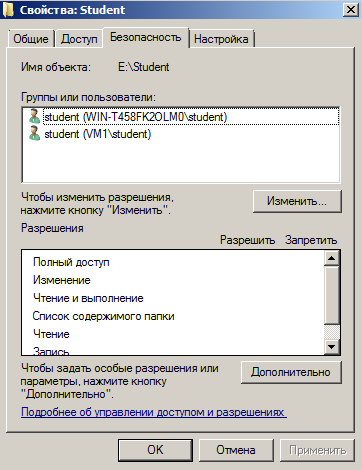 Свойства: Student
Общие Доступ Безопасность Настройка
Имя объекта: E:\Student
Группы или пользователи:
student (WIN-T458FK2OLM0\student)
student (VM1\student)
Чтобы изменить разрешения,
нажмите кнопку "Изменить".
Изменить...
Разрешения
Разрешить Запретить
Полный доступ
Изменение
Чтение и выполнение
Список содержимого папки
Чтение
Запись
Чтобы задать особые разрешения или
параметры, нажмите кнопку
"Дополнительно".
Дополнительно
Подробнее об управлении доступом и разрешениях
OK Отмена Применить